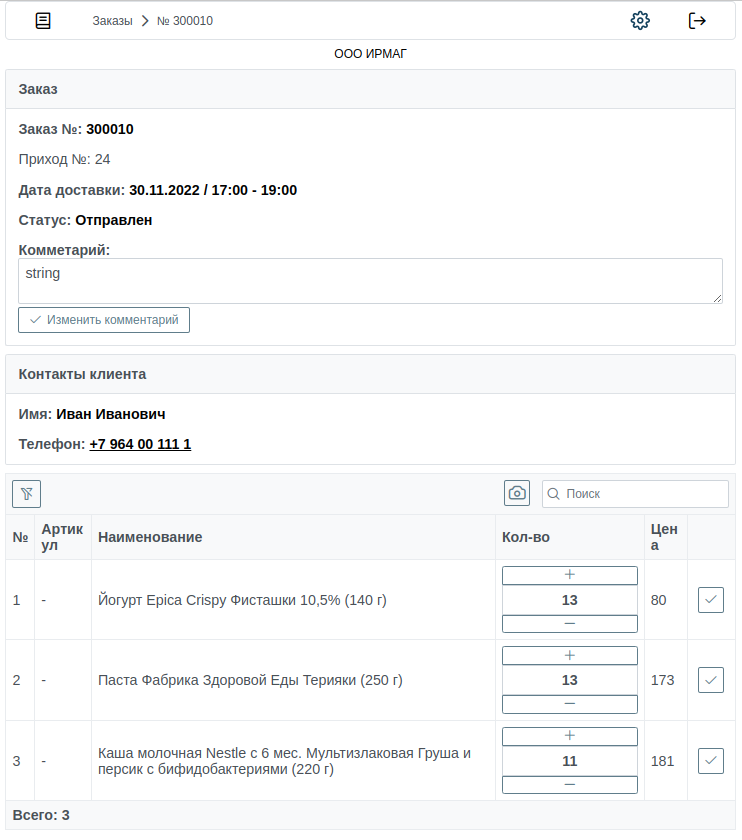 Заказы
№ 300010
ООО ИРМАГ
Заказ
Заказ №: 300010
Приход №: 24
Дата доставки: 30.11.2022 / 17:00 - 19:00
Статус: Отправлен
Комметарий:
string
Изменить комментарий
Контакты клиента
Имя: Иван Иванович
Телефон: +7 964 00 111 1
Поиск
№ Артик Наименование Кол-во Цен
ул а
1 - Йогурт Epica Crispy Фисташки 10,5% (140 г) 13 80
2 - Паста Фабрика Здоровой Еды Терияки (250 г) 13 173
3 - Каша молочная Nestle с 6 мес. Мультизлаковая Груша и 11 181
персик с бифидобактериями (220 г)
Всего: 3